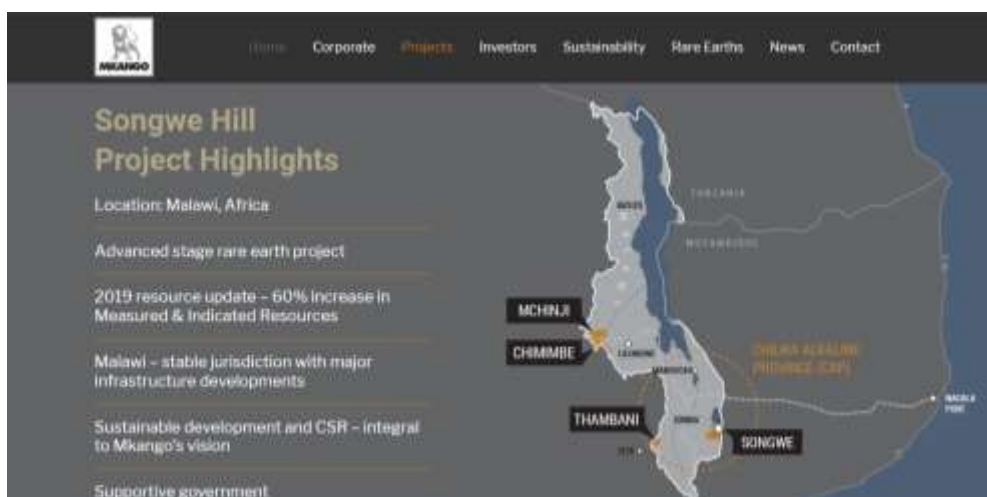 MKANGO
Home Corporate Projects Investors Sustainability Rare Earths News Contact
Songwe Hill
Project Highlights
Location: Malawi, Africa
Advanced stage rare earth project
2019 resource update – 60% increase in
Measured & Indicated Resources
Malawi – stable jurisdiction with major
infrastructure developments
Sustainable development and CSR – integral
to Mkango's vision
Supportive government
TANZANIA
MOZAMBIQUE
MCHINJI
CHIMIMBE
LILONGWE
CHILWA ALKALINE
PROVINCE (CAP)
THAMBANI
ZOMBA
SONGWE
NACALA
PORT